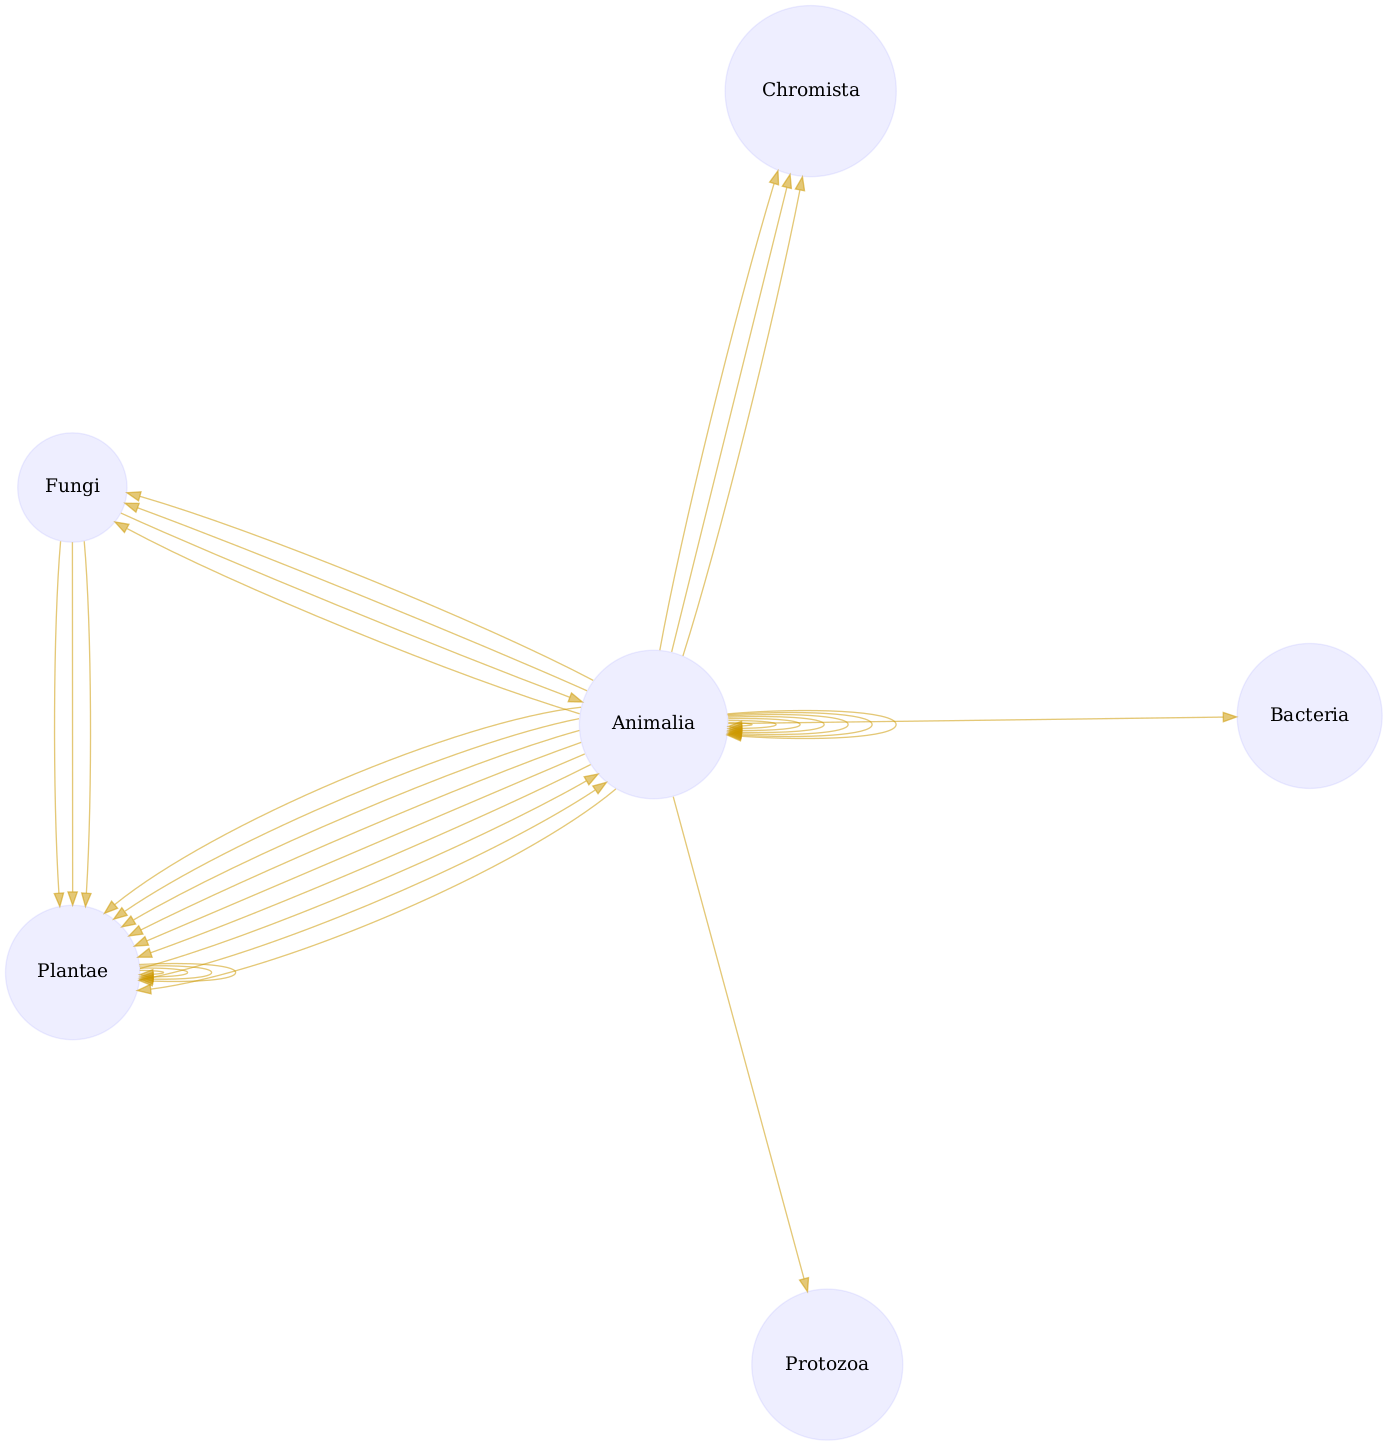 Chromista
Fungi
Animalia
Bacteria
Plantae
Protozoa